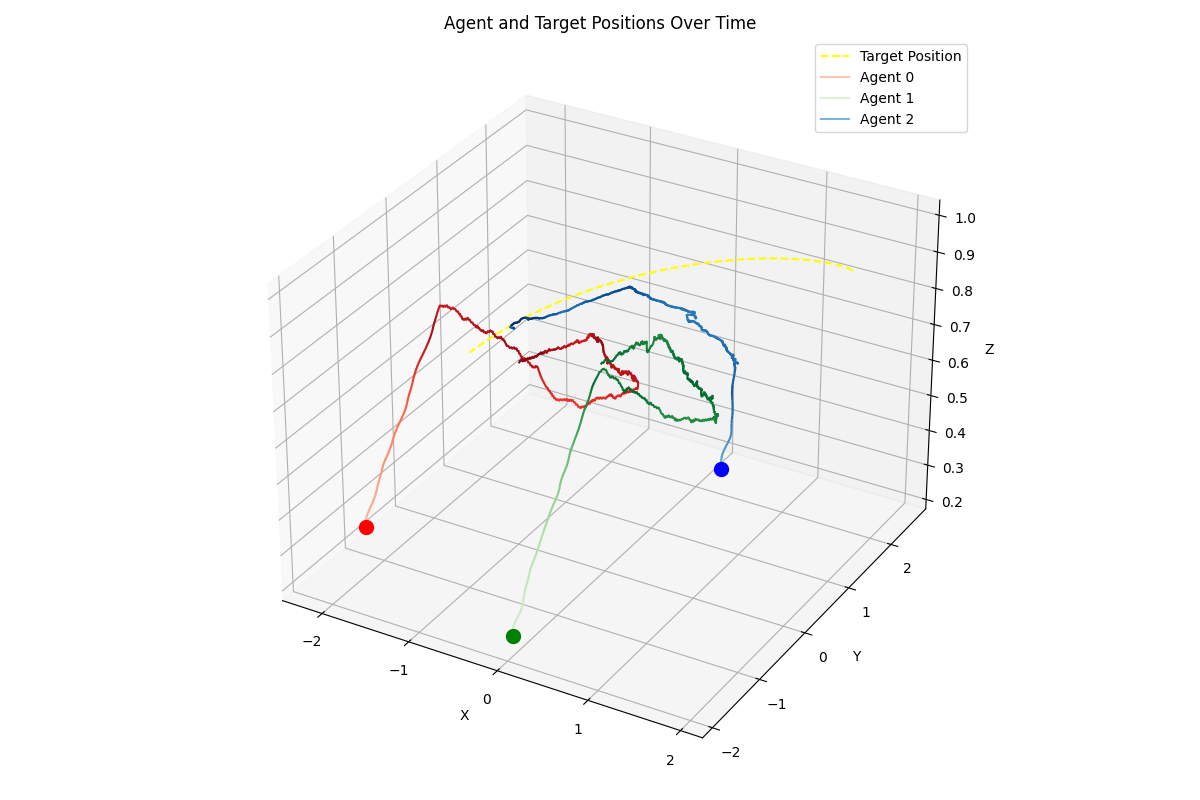 Agent and Target Positions Over Time
Target Position
Agent 0
Agent 1
Agent 2
1.0
0.9
0.8
0.7
0.6
0.5
0.4
0.3
0.2
Z
2
1
0
−1
−2
Y
−2
−1
0
1
2
X